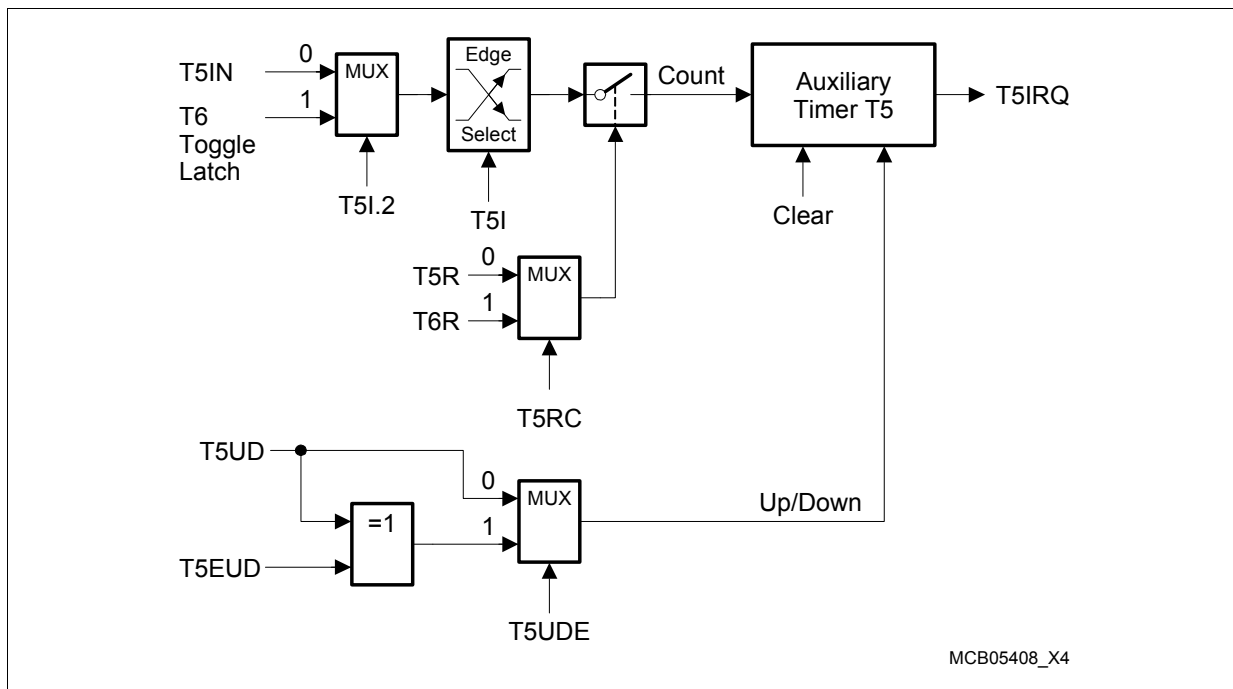 0
T5IN
MUX
Edge
Select
Count
Auxiliary
Timer T5
T5IRQ
1
T6
Toggle
Latch
T5I.2
T5I
Clear
0
T5R
MUX
1
T6R
T5RC
T5UD
0
MUX
=1
1
Up/Down
T5EUD
T5UDE
MCB05408_X4